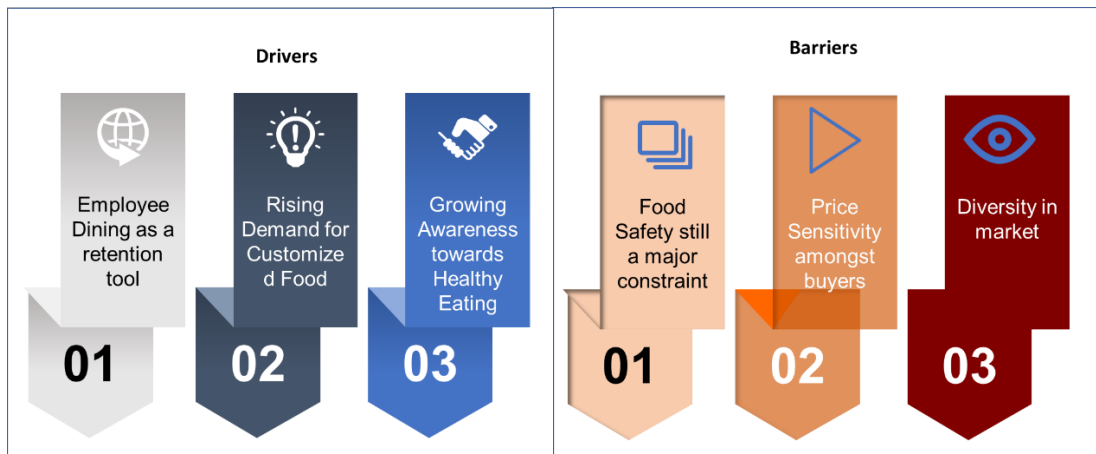 Drivers
Employee
Dining as a
retention
tool
01
Rising
Demand for
Customize
d Food
02
Growing
Awareness
towards
Healthy
Eating
03
Barriers
Food
Safety still
a major
constraint
01
Price
Sensitivity
amongst
buyers
02
Diversity in
market
03